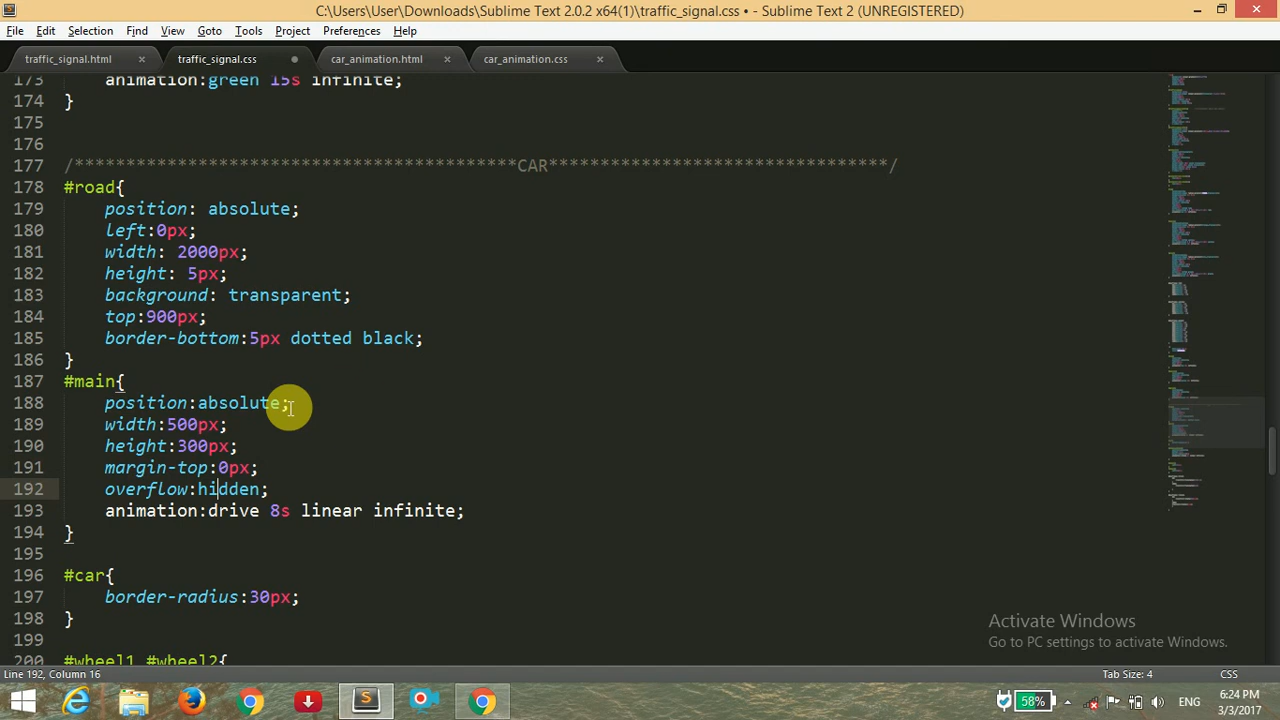 C:\Users\User\Downloads\Sublime Text 2.0.2 x64(1)\traffic_signal.css • - Sublime Text 2 (UNREGISTERED)
File Edit Selection Find View Goto Tools Project Preferences Help
traffic_signal.html × traffic_signal.css car_animation.html × car_animation.css ×
173 animation:green 15s infinite;
174 }
175
176
177 /*******************************************CAR*********************************/
178 #road{
179 position: absolute;
180 left:0px;
181 width: 2000px;
182 height: 5px;
183 background: transparent;
184 top:900px;
185 border-bottom:5px dotted black;
186 }
187 #main{
188 position:absolute;
189 width:500px;
190 height:300px;
191 margin-top:0px;
192 overflow:hidden;
193 animation:drive 8s linear infinite;
194 }
195
196 #car{
197 border-radius:30px;
198 }
199
200 #wheel1,#wheel2{
Activate Windows
Go to PC settings to activate Windows.
Line 192, Column 16 Tab Size: 4 CSS
58% ENG 6:24 PM
3/3/2017